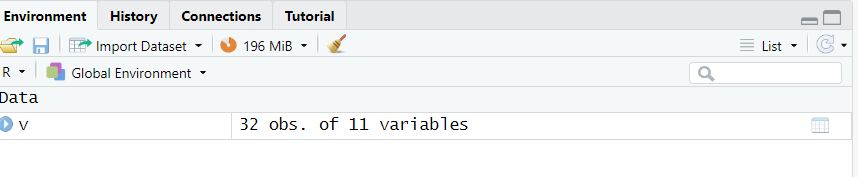 Environment History Connections Tutorial
Import Dataset 196 MiB List
R Global Environment
Data
v 32 obs. of 11 variables